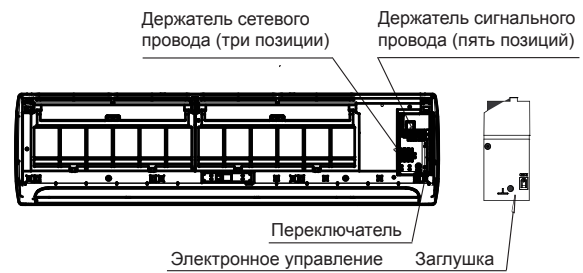 Держатель сетевого
провода (три позиции)
Держатель сигнального
провода (пять позиций)
Переключатель
Электронное управление
Заглушка